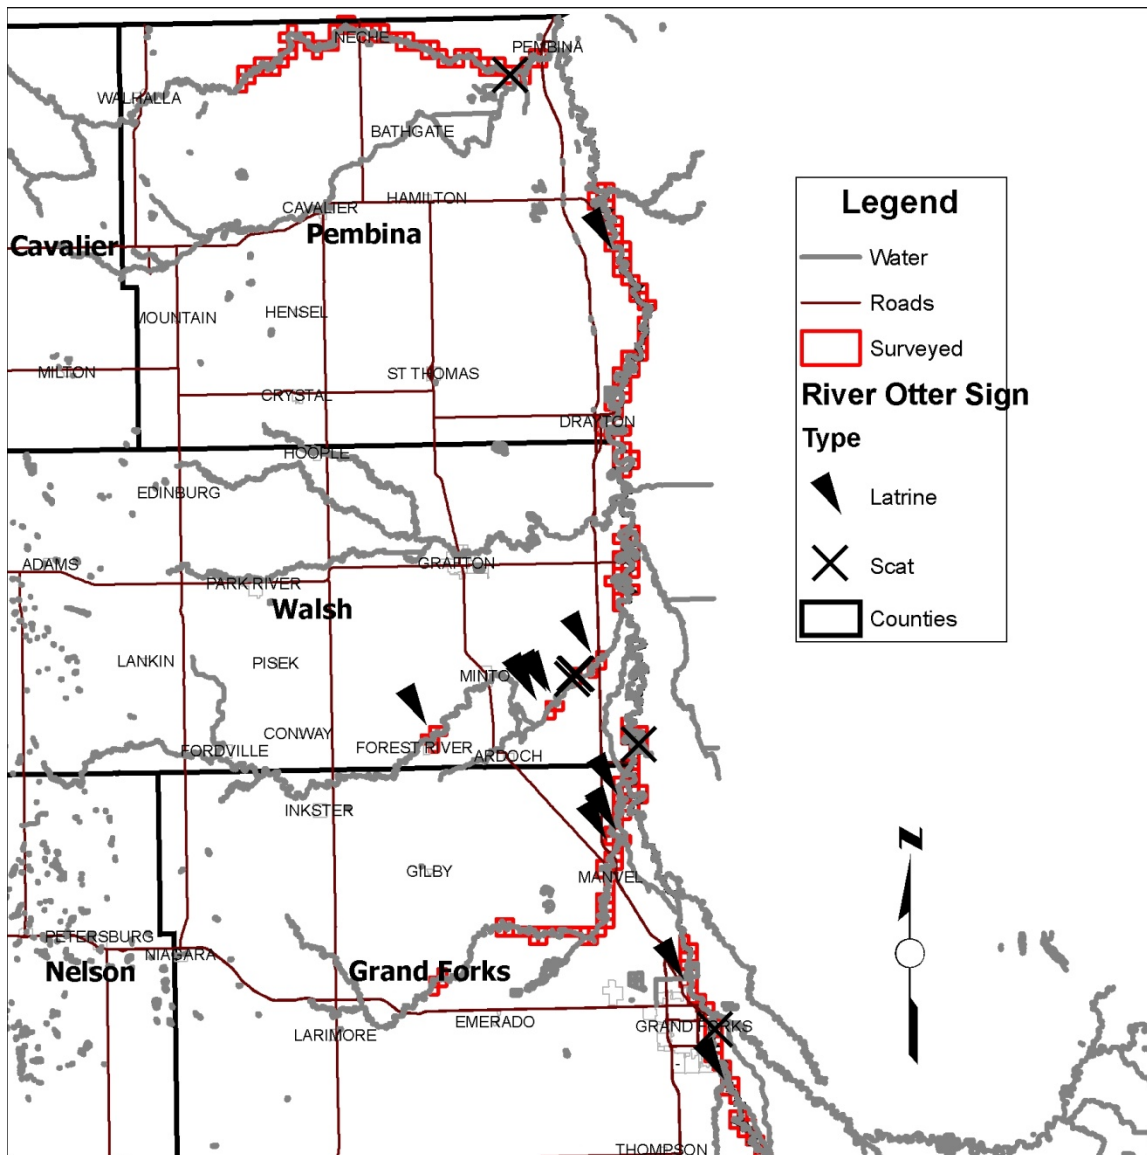 NECHE
PEMBINA
WALHALLA
BATHGATE
HAMILTON
CAVALIER
Pembina
Cavalier
MOUNTAIN
HENSEL
MILTON
ST THOMAS
CRYSTAL
DRAYTON
HOOPLE
EDINBURG
ADAMS
GRAFTON
PARK RIVER
Walsh
LANKIN
PISEK
MINTO
CONWAY
FORDVILLE
FOREST RIVER
ARDOCH
INKSTER
GILBY
MANVEL
PETERSBURG
NIAGARA
Nelson
Grand Forks
EMERADO
GRAND FORKS
LARIMORE
THOMPSON
Legend
Water
Roads
Surveyed
River Otter Sign
Type
Latrine
Scat
Counties
N